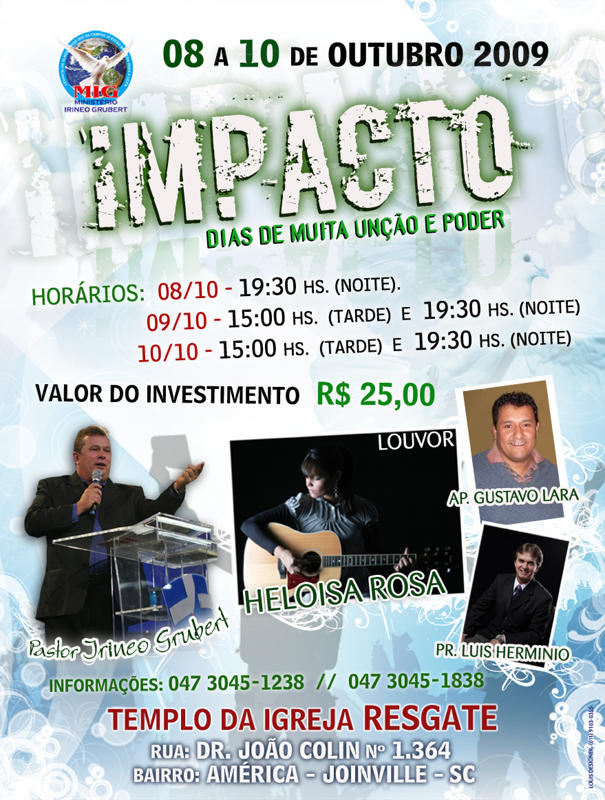 08 A 10 DE OUTUBRO 2009
MIG
MINISTÉRIO
IRINEO GRUBERT
IMPACTO
DIAS DE MUITA UNÇÃO E PODER
HORÁRIOS: 08/10 - 19:30 HS. (NOITE).
09/10 - 15:00 HS. (TARDE) E 19:30 HS. (NOITE)
10/10 - 15:00 HS. (TARDE) E 19:30 HS. (NOITE)
VALOR DO INVESTIMENTO R$ 25,00
LOUVOR
AP. GUSTAVO LARA
HELOISA ROSA
Pastor Irineo Grubert
PR. LUIS HERMINIO
INFORMAÇÕES: 047 3045-1238 // 047 3045-1838
TEMPLO DA IGREJA RESGATE
RUA: DR. JOÃO COLIN Nº 1.364
BAIRRO: AMÉRICA - JOINVILLE - SC
LOUIS DESIGNER